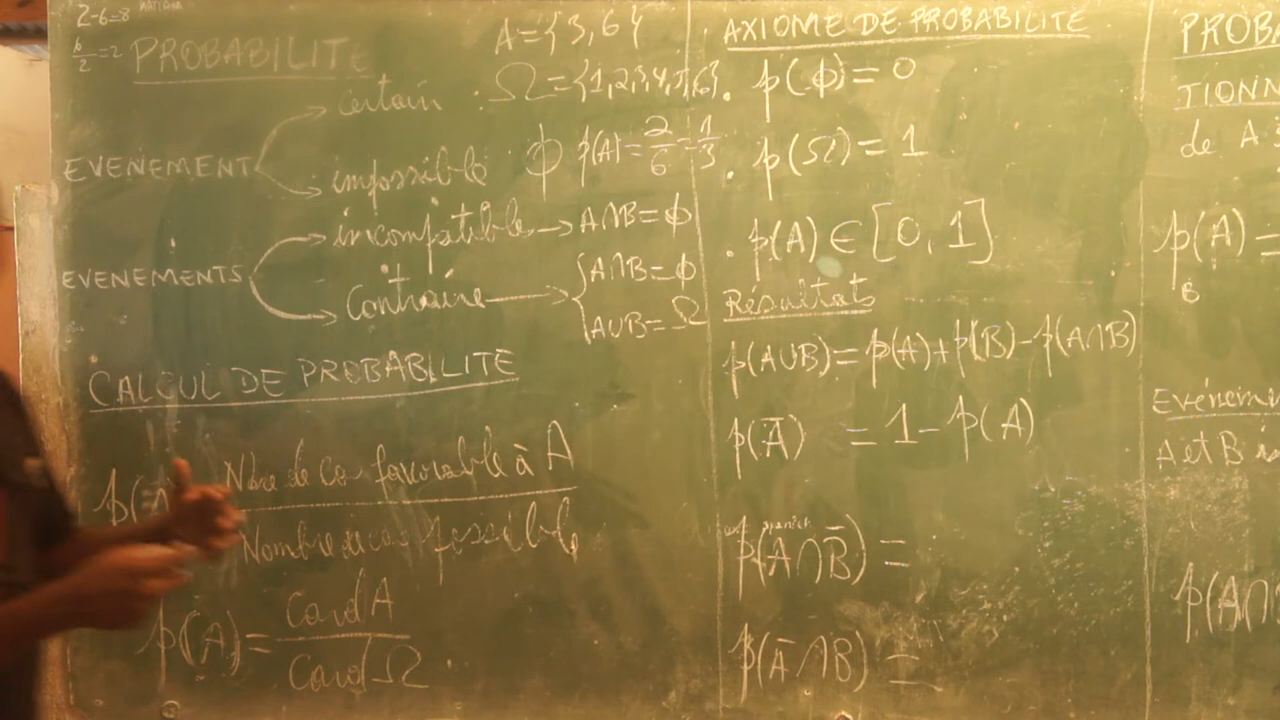 2-6=8
6/2=2
PROBABILITE
A={3,6}
EVENEMENT
certain : Ω={1,2,3,4,5,6}
impossible ϕ p(A)=2/6=1/3
EVENEMENTS
incompatible → A∩B=ϕ
Contraire → {A∩B=ϕ
A∪B=Ω
CALCUL DE PROBABILITE
Nbre de cas favorable à A
Nombre de cas possible
p(A)=Card A/Card Ω
AXIOME DE PROBABILITE
. p(ϕ)=0
. p(Ω)=1
. p(A)∈[0,1]
Résultats
p(A∪B)=p(A)+p(B)-p(A∩B)
p(Ā) =1-p(A)
p(A∩B̄)=
p(Ā∩B)=
PROBA
TIONN
de A
p(A)=
B
Evéneme
A et B
p(A∩